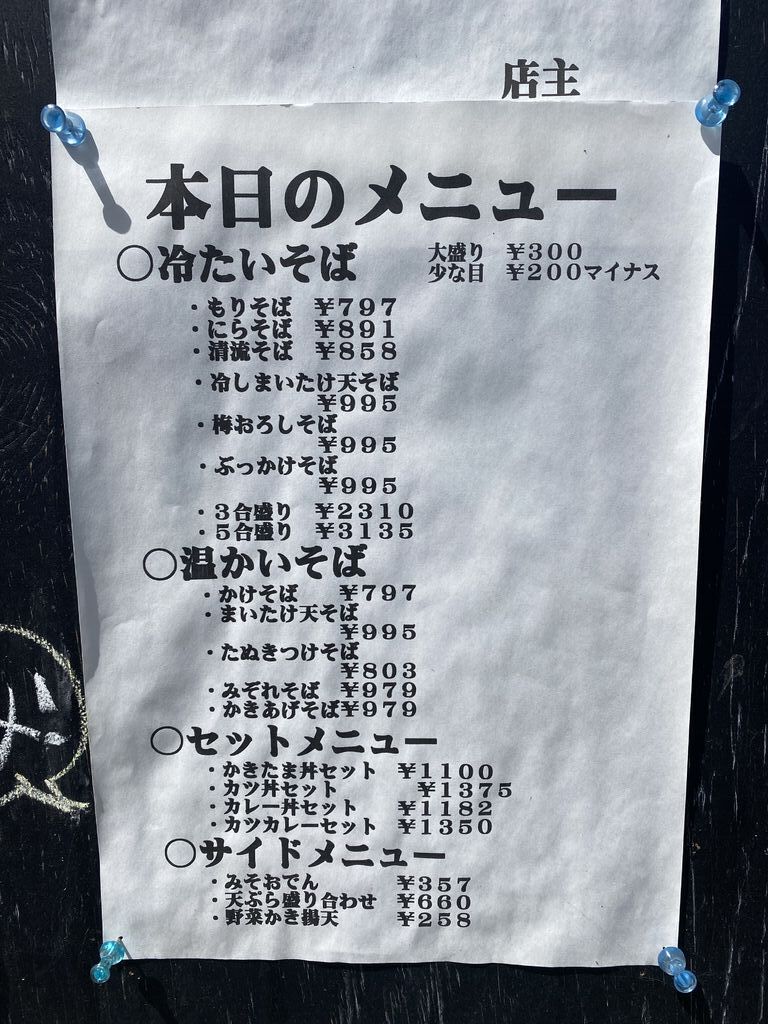 店主
本日のメニュー
○冷たいそば
大盛り ￥300
少な目 ￥200マイナス
・もりそば ￥797
・にらそば ￥891
・清流そば ￥858
・冷しまいたけ天そば
￥995
・梅おろしそば
￥995
・ぶっかけそば
￥995
・3合盛り ￥2310
・5合盛り ￥3135
○温かいそば
・かけそば ￥797
・まいたけ天そば
￥995
・たぬきつけそば
￥803
・みぞれそば ￥979
・かきあげそば￥979
○セットメニュー
・かきたま丼セット ￥1100
・カツ丼セット ￥1375
・カレー丼セット ￥1182
・カツカレーセット ￥1350
○サイドメニュー
・みそおでん ￥357
・天ぷら盛り合わせ ￥660
・野菜かき揚天 ￥258